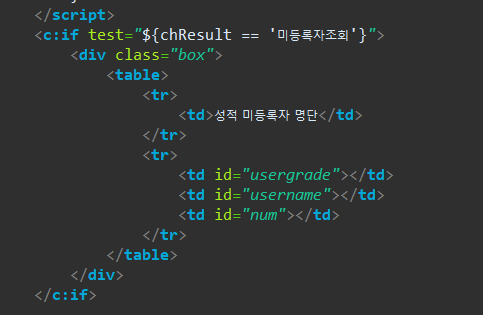 </script>
<c:if test="${chResult == '미등록자조회'}">
<div class="box">
<table>
<tr>
<td>성적 미등록자 명단</td>
</tr>
<tr>
<td id="usergrade"></td>
<td id="username"></td>
<td id="num"></td>
</tr>
</table>
</div>
</c:if>